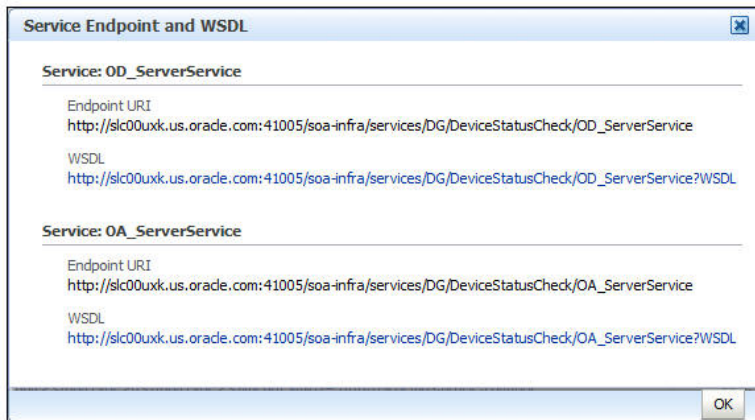 Service Endpoint and WSDL
Service: OD_ServerService
Endpoint URI
http://slc00uxk.us.oracle.com:41005/soa-infra/services/DG/DeviceStatusCheck/OD_ServerService
WSDL
http://slc00uxk.us.oracle.com:41005/soa-infra/services/DG/DeviceStatusCheck/OD_ServerService?WSDL
Service: OA_ServerService
Endpoint URI
http://slc00uxk.us.oracle.com:41005/soa-infra/services/DG/DeviceStatusCheck/OA_ServerService
WSDL
http://slc00uxk.us.oracle.com:41005/soa-infra/services/DG/DeviceStatusCheck/OA_ServerService?WSDL
OK